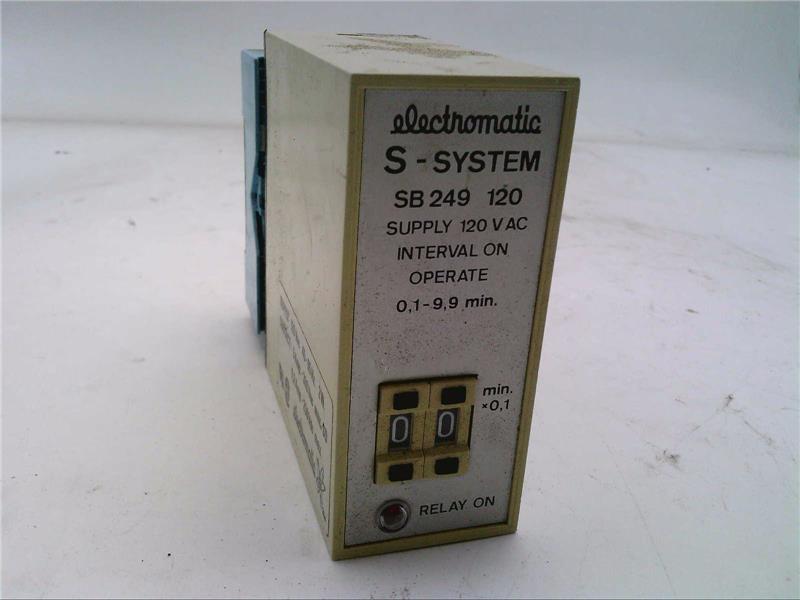 electromatic
S-SYSTEM
SB 249 120
SUPPLY 120 V AC
INTERVAL ON
OPERATE
0,1-9,9 min.
min.
×0,1
0 0
RELAY ON